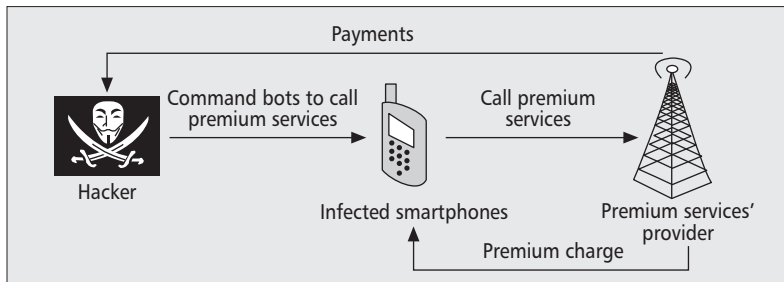 Payments
Command bots to call
premium services
Call premium
services
Hacker
Infected smartphones
Premium services'
provider
Premium charge